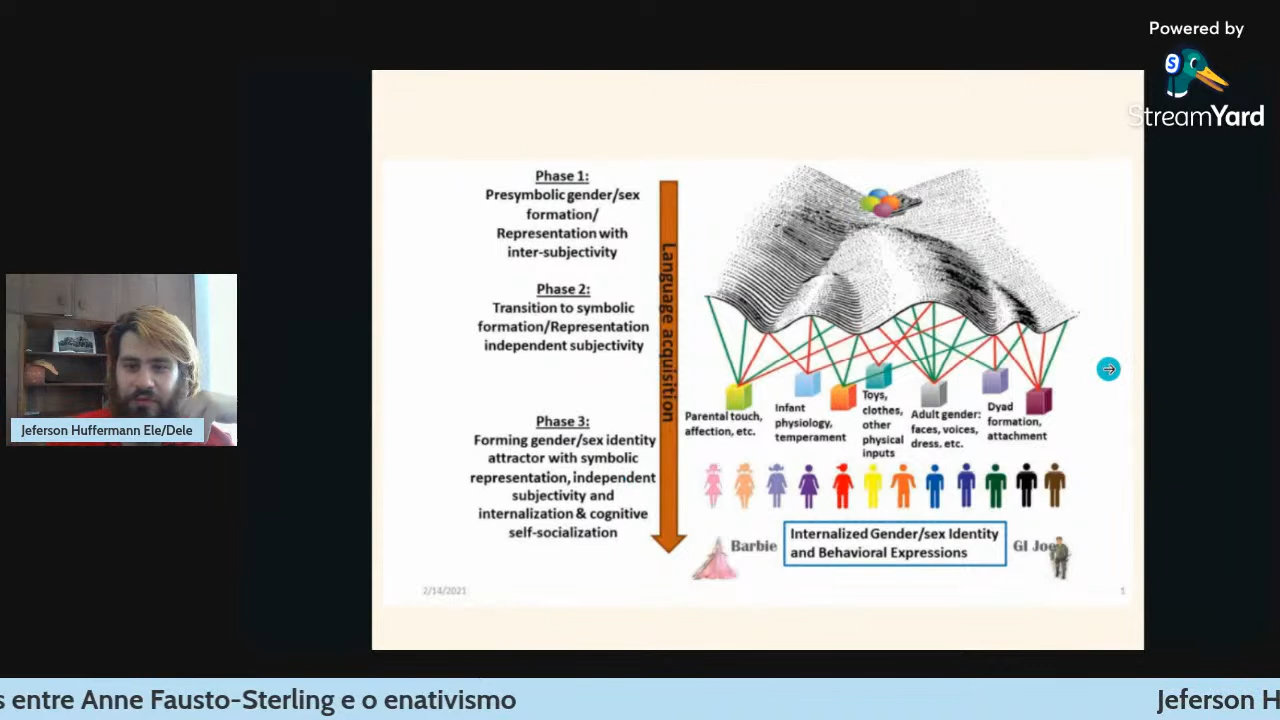 Powered by
StreamYard
Phase 1:
Presymbolic gender/sex
formation/
Representation with
inter-subjectivity
Phase 2:
Transition to symbolic
formation/Representation
independent subjectivity
Phase 3:
Forming gender/sex identity
attractor with symbolic
representation, independent
subjectivity and
internalization & cognitive
self-socialization
Language acquisition
Parental touch,
affection, etc.
Infant
physiology,
temperament
Toys,
clothes,
other
physical
inputs
Adult gender:
faces, voices,
dress, etc.
Dyad
formation,
attachment
Barbie
Internalized Gender/sex Identity
and Behavioral Expressions
GI Joe
2/14/2021
1
Jeferson Huffermann Ele/Dele
s entre Anne Fausto-Sterling e o enativismo
Jeferson H